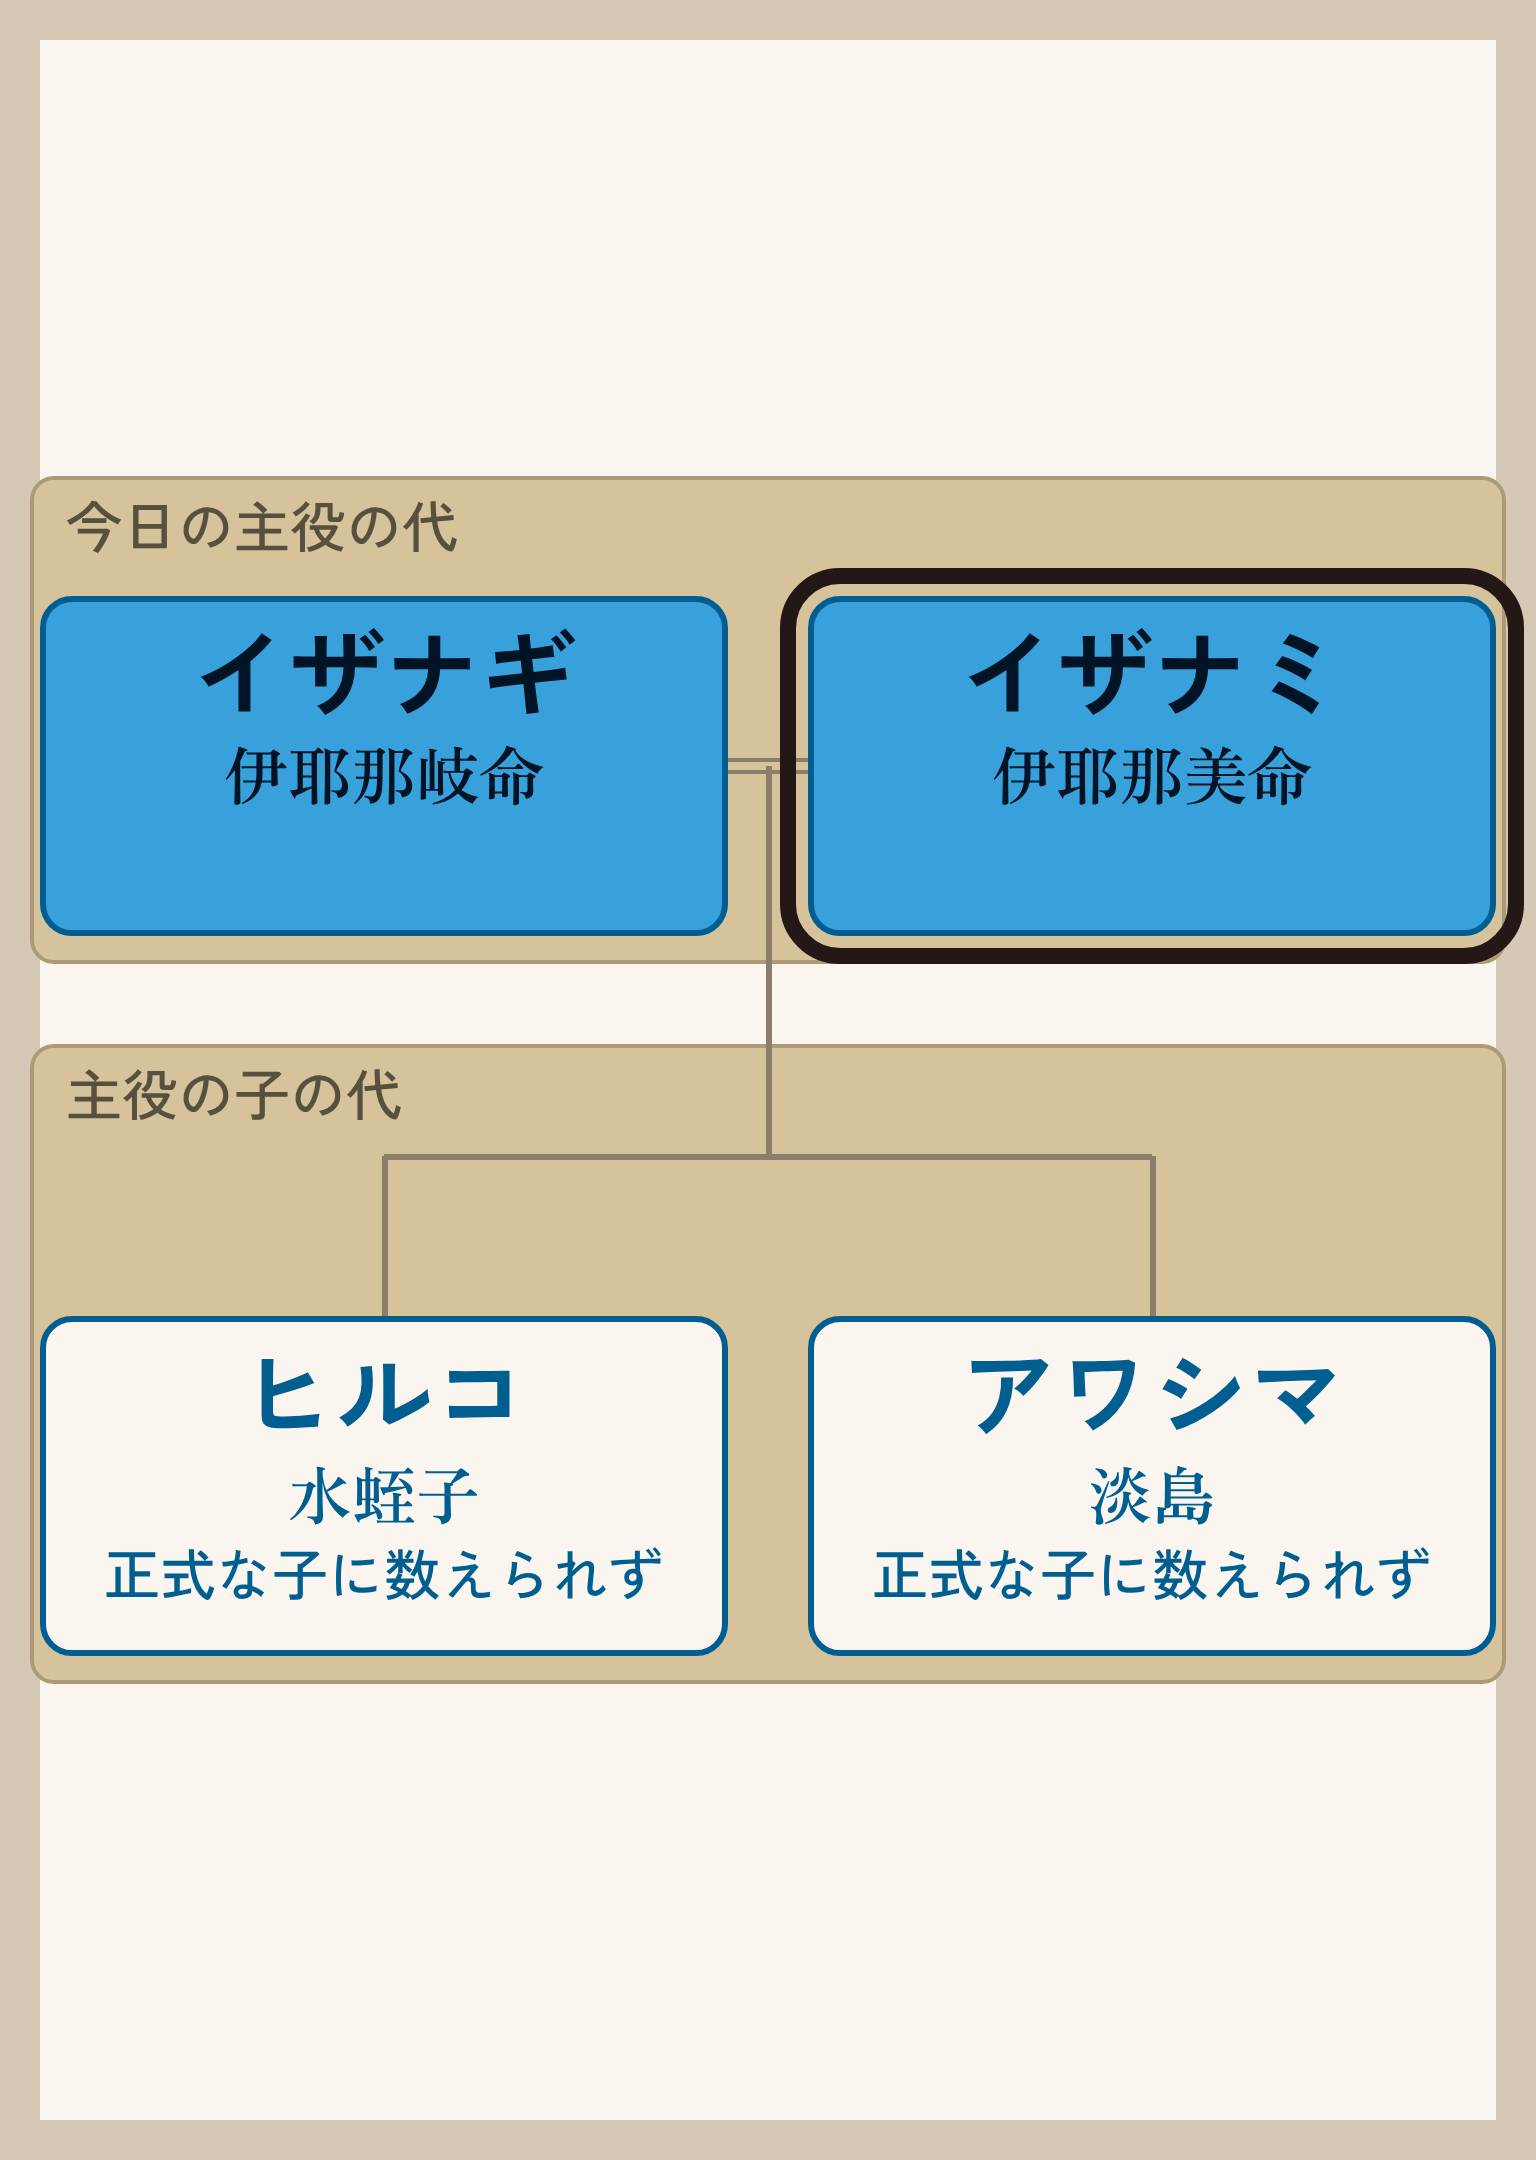 今日の主役の代
イザナギ
伊耶那岐命
イザナミ
伊耶那美命
主役の子の代
ヒルコ
水蛭子
正式な子に数えられず
アワシマ
淡島
正式な子に数えられず